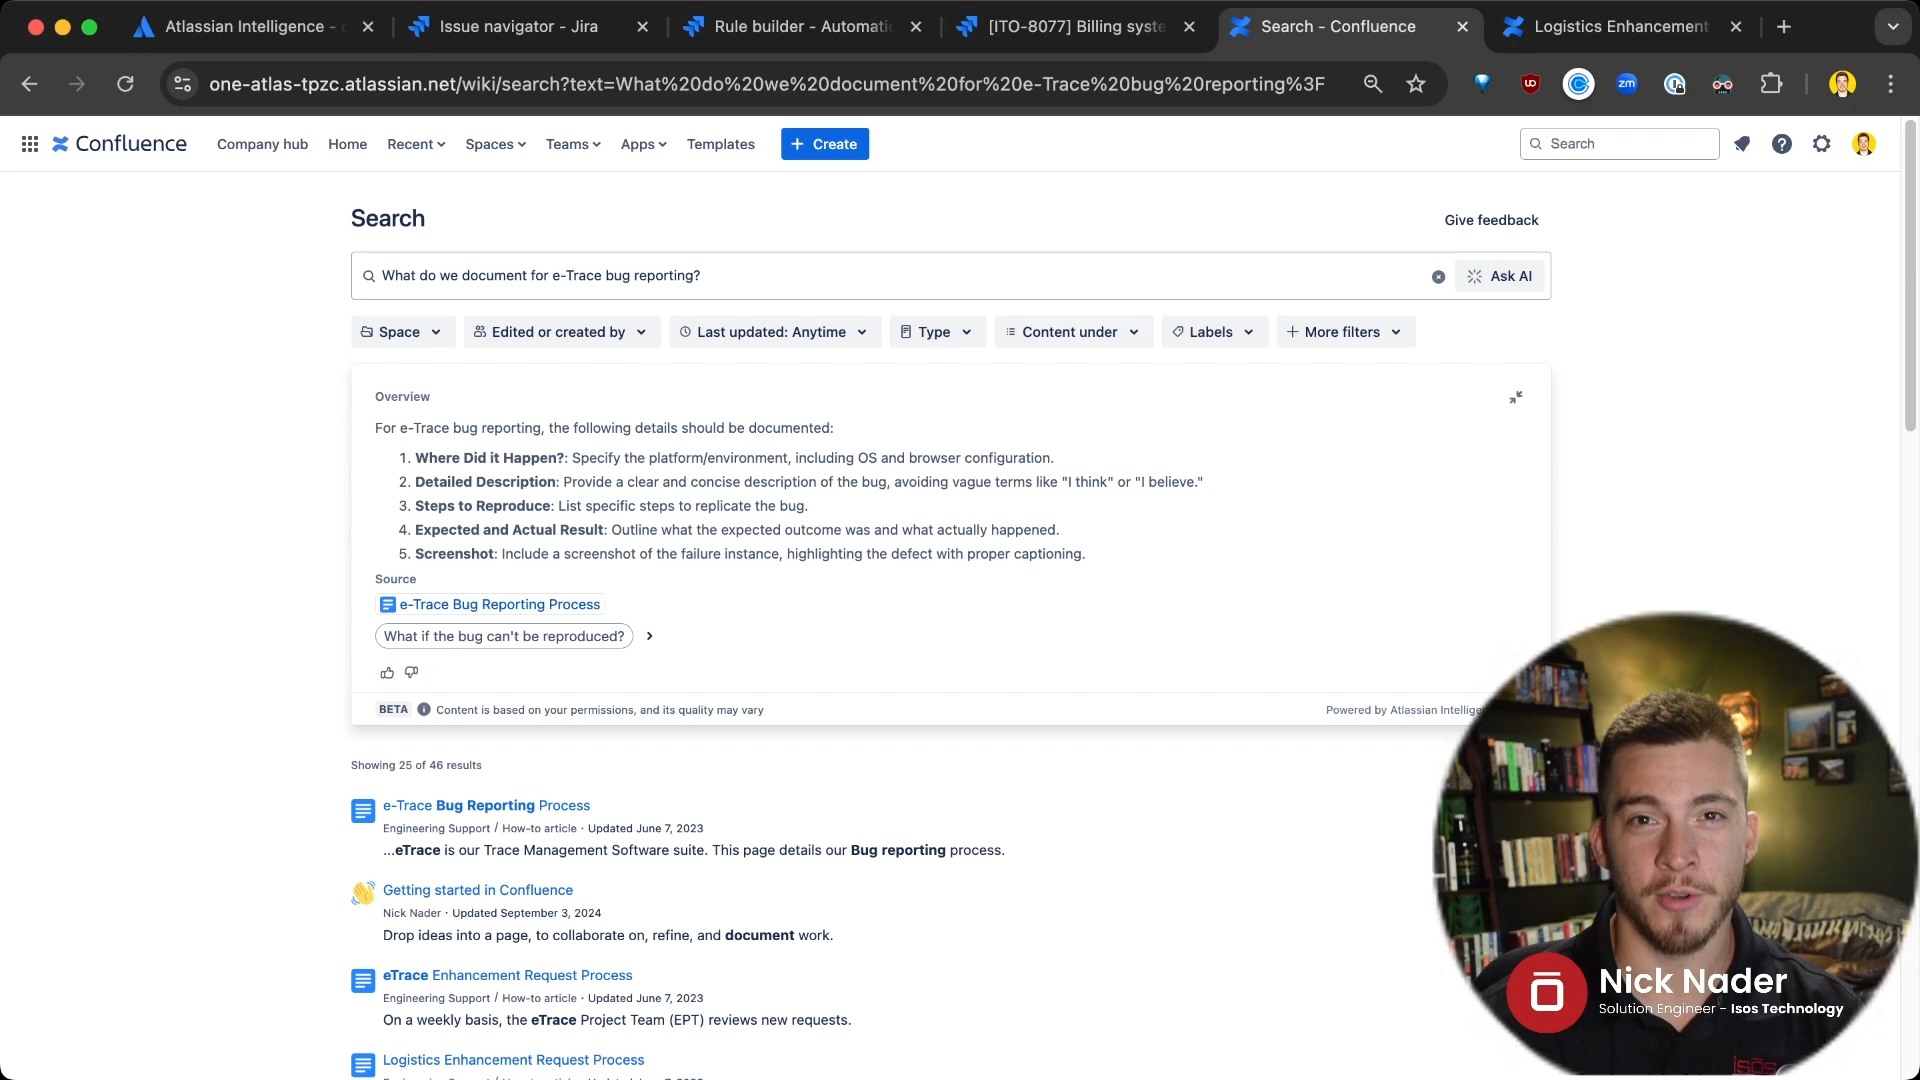 Atlassian Intelligence -
Issue navigator - Jira
Rule builder - Automatic
[ITO-8077] Billing syste
Search - Confluence
Logistics Enhancement
one-atlas-tpzc.atlassian.net/wiki/search?text=What%20do%20we%20document%20for%20e-Trace%20bug%20reporting%3F
zm
Confluence
Company hub
Home
Recent
Spaces
Teams
Apps
Templates
+ Create
Search
Search
Give feedback
What do we document for e-Trace bug reporting?
Ask AI
Space
Edited or created by
Last updated: Anytime
Type
Content under
Labels
+ More filters
Overview
For e-Trace bug reporting, the following details should be documented:
1. Where Did it Happen?: Specify the platform/environment, including OS and browser configuration.
2. Detailed Description: Provide a clear and concise description of the bug, avoiding vague terms like "I think" or "I believe."
3. Steps to Reproduce: List specific steps to replicate the bug.
4. Expected and Actual Result: Outline what the expected outcome was and what actually happened.
5. Screenshot: Include a screenshot of the failure instance, highlighting the defect with proper captioning.
Source
e-Trace Bug Reporting Process
What if the bug can't be reproduced?
BETA
Content is based on your permissions, and its quality may vary
Powered by Atlassian Intellige
Showing 25 of 46 results
e-Trace Bug Reporting Process
Engineering Support / How-to article · Updated June 7, 2023
...eTrace is our Trace Management Software suite. This page details our Bug reporting process.
Getting started in Confluence
Nick Nader · Updated September 3, 2024
Drop ideas into a page, to collaborate on, refine, and document work.
eTrace Enhancement Request Process
Engineering Support / How-to article · Updated June 7, 2023
On a weekly basis, the eTrace Project Team (EPT) reviews new requests.
Logistics Enhancement Request Process
Nick Nader
Solution Engineer - Isos Technology